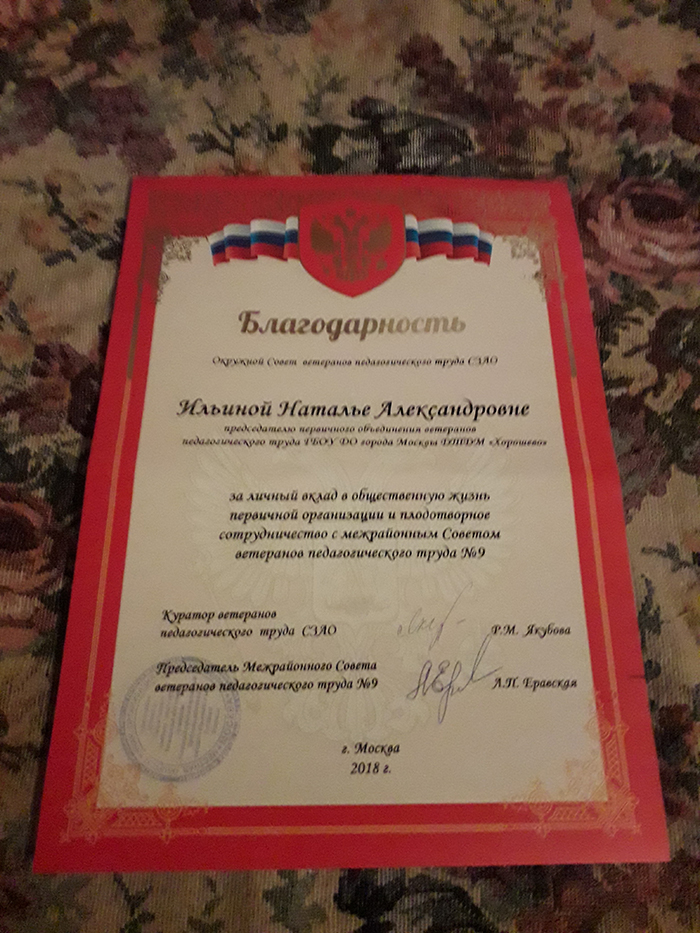 Благодарность
Окружной Совет ветеранов педагогического труда СЗАО
Ильиной Наталье Александровне
председателю первичного объединения ветеранов
педагогического труда ГБОУ ДО города Москвы ДТДМ «Хорошево»
за личный вклад в общественную жизнь
первичной организации и плодотворное
сотрудничество с межрайонным Советом
ветеранов педагогического труда №9
Куратор ветеранов
педагогического труда СЗАО
Р.М. Якубова
Председатель Межрайонного Совета
ветеранов педагогического труда №9
Л.П. Еравская
г. Москва
2018 г.